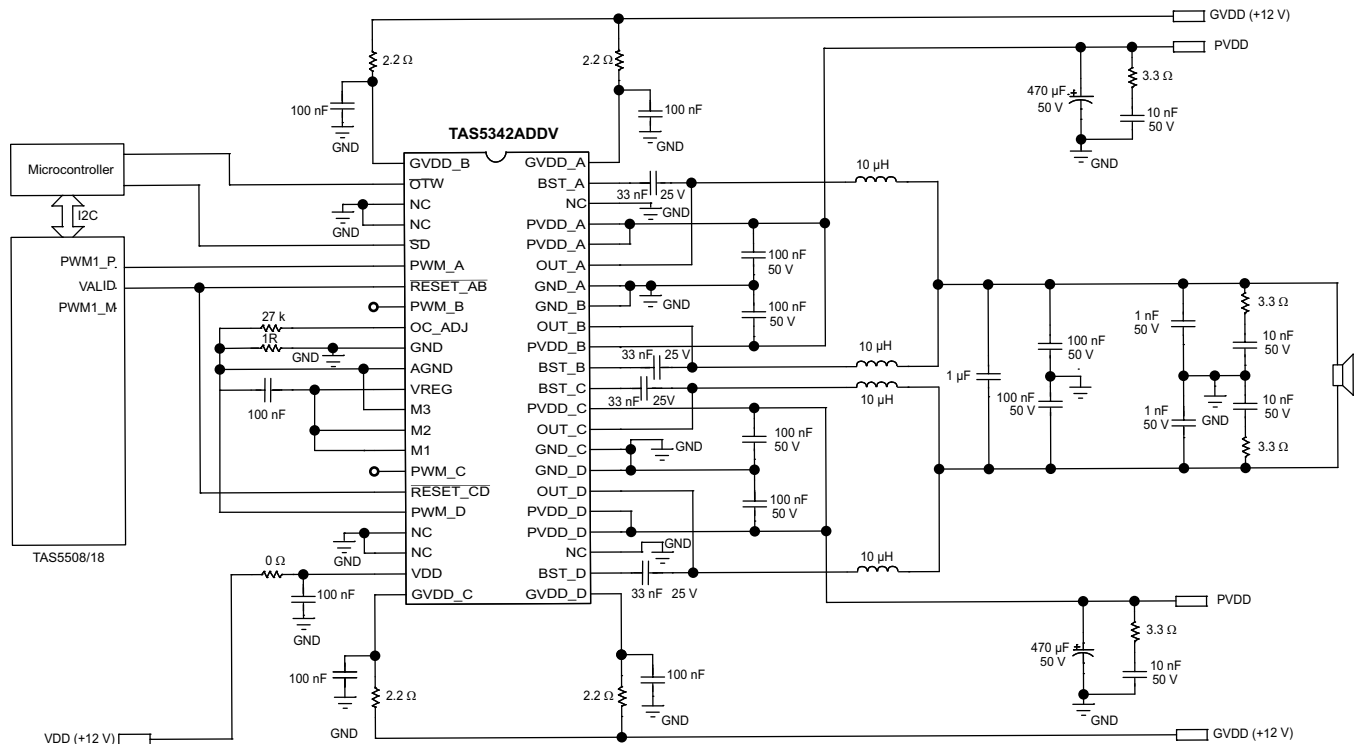 GVDD (+12 V)
PVDD
2.2 Ω
2.2 Ω
3.3 Ω
470 µF
50 V
100 nF
100 nF
10 nF
50 V
GND
GND
GND
TAS5342ADDV
Microcontroller
I2C
PWM1_P
VALID
PWM1_M
TAS5508/18
GVDD_B
OTW
NC
NC
SD
PWM_A
RESET_AB
PWM_B
OC_ADJ
GND
AGND
VREG
M3
M2
M1
PWM_C
RESET_CD
PWM_D
NC
NC
VDD
GVDD_C
GVDD_A
BST_A
NC
PVDD_A
PVDD_A
OUT_A
GND_A
GND_B
OUT_B
PVDD_B
BST_B
BST_C
PVDD_C
OUT_C
GND_C
GND_D
OUT_D
PVDD_D
PVDD_D
NC
BST_D
GVDD_D
GND
27 k
1R
GND
100 nF
GND
0 Ω
100 nF
GND
10 µH
33 nF 25 V
GND
100 nF
50 V
GND
100 nF
50 V
33 nF 25 V
10 µH
33 nF 25V
10 µH
100 nF
50 V
GND
100 nF
50 V
GND
10 µH
33 nF 25 V
1 µF
100 nF
50 V
100 nF
50 V
1 nF
50 V
1 nF
50 V
GND
3.3 Ω
10 nF
50 V
10 nF
50 V
3.3 Ω
PVDD
3.3 Ω
470 µF
50 V
10 nF
50 V
GND
100 nF
2.2 Ω
GND
2.2 Ω
100 nF
GND
VDD (+12 V)
GVDD (+12 V)